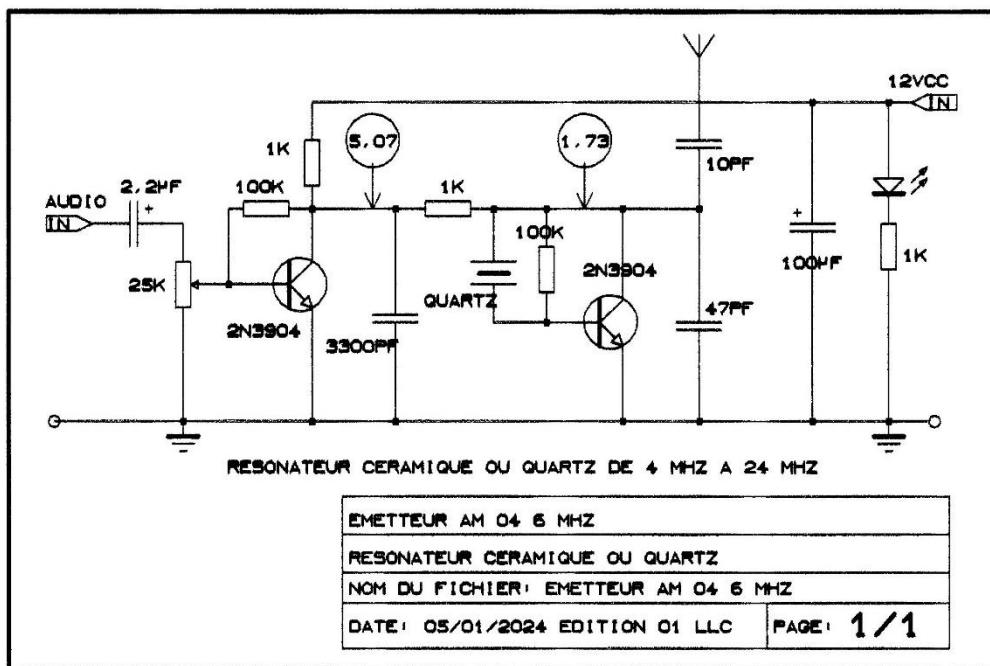 12VCC
IN
5,07
1,73
1K
10PF
2,2µF
100K
1K
AUDIO
IN
+
+
100K
2N3904
1K
25K
100µF
QUARTZ
47PF
2N3904
3300PF
RESONATEUR CERAMIQUE OU QUARTZ DE 4 MHZ A 24 MHZ
EMETTEUR AM 04 6 MHZ
RESONATEUR CERAMIQUE OU QUARTZ
NOM DU FICHIER: EMETTEUR AM 04 6 MHZ
DATE: 05/01/2024 EDITION 01 LLC PAGE: 1/1